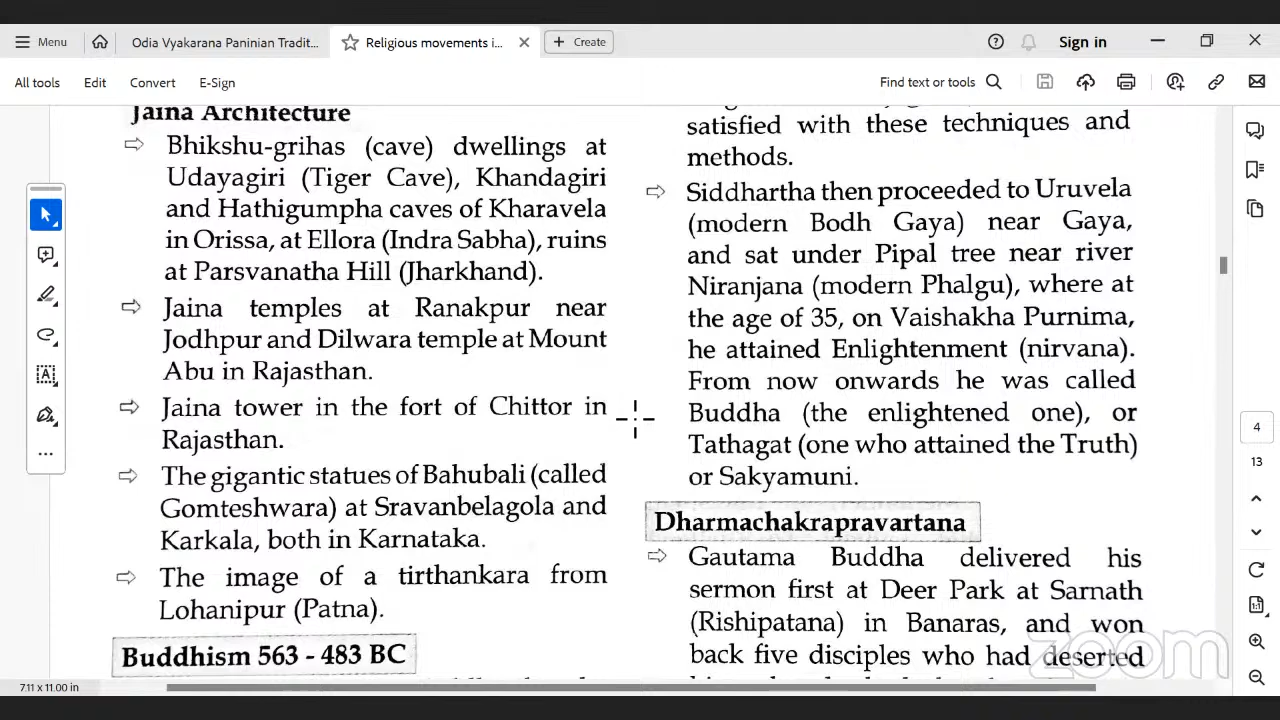 Menu
Odia Vyakarana Paninian Tradit...
Religious movements i...
Create
Sign in
All tools
Edit
Convert
E-Sign
Find text or tools
Jaina Architecture
⇨ Bhikshu-grihas (cave) dwellings at
Udayagiri (Tiger Cave), Khandagiri
and Hathigumpha caves of Kharavela
in Orissa, at Ellora (Indra Sabha), ruins
at Parsvanatha Hill (Jharkhand).
⇨ Jaina temples at Ranakpur near
Jodhpur and Dilwara temple at Mount
Abu in Rajasthan.
⇨ Jaina tower in the fort of Chittor in
Rajasthan.
⇨ The gigantic statues of Bahubali (called
Gomteshwara) at Sravanbelagola and
Karkala, both in Karnataka.
⇨ The image of a tirthankara from
Lohanipur (Patna).
Buddhism 563 - 483 BC
satisfied with these techniques and
methods.
⇨ Siddhartha then proceeded to Uruvela
(modern Bodh Gaya) near Gaya,
and sat under Pipal tree near river
Niranjana (modern Phalgu), where at
the age of 35, on Vaishakha Purnima,
he attained Enlightenment (nirvana).
From now onwards he was called
Buddha (the enlightened one), or
Tathagat (one who attained the Truth)
or Sakyamuni.
Dharmachakrapravartana
⇨ Gautama Buddha delivered his
sermon first at Deer Park at Sarnath
(Rishipatana) in Banaras, and won
back five disciples who had deserted
4
13
7.11 x 11.00 in
zoom